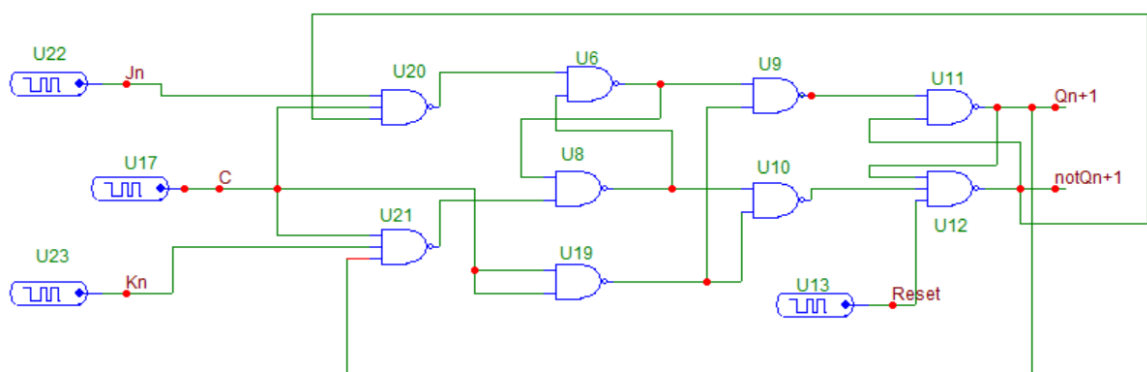 U22
Jn
U20
U6
U9
U11
Qn+1
U17
C
U8
U10
notQn+1
U21
U12
U23
Kn
U19
U13
Reset